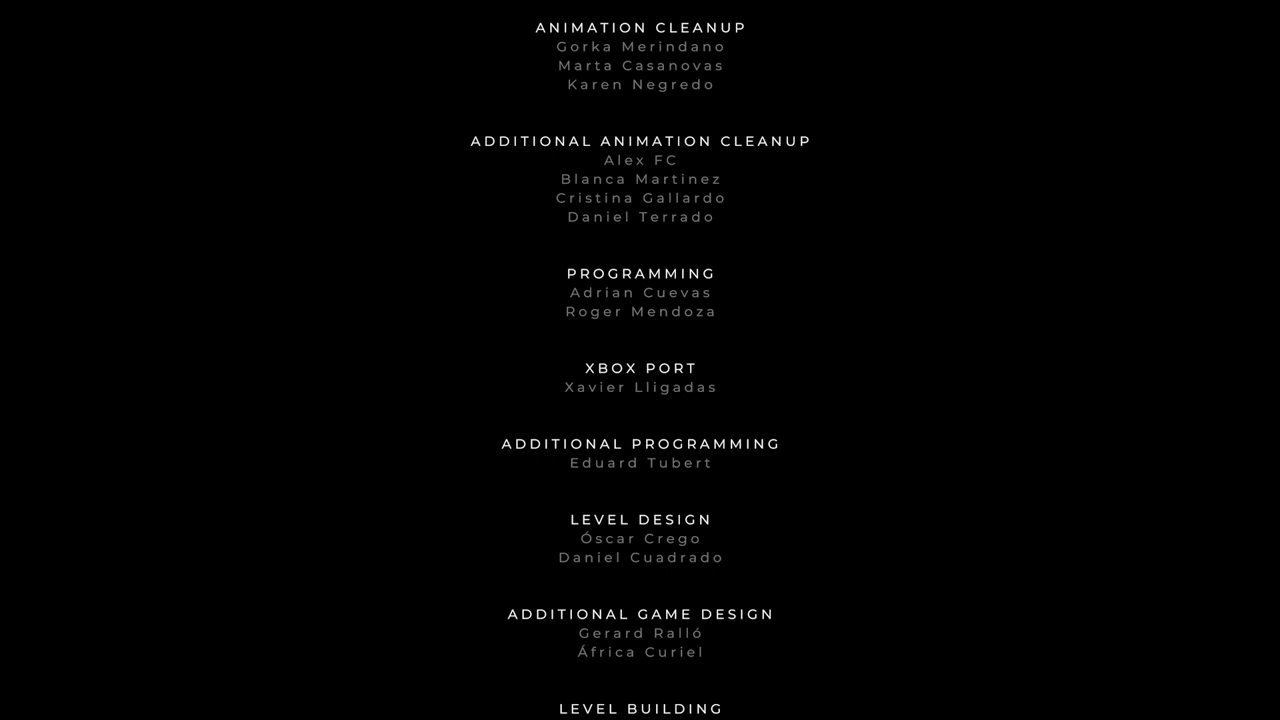 ANIMATION CLEANUP
Gorka Merindano
Marta Casanovas
Karen Negredo
ADDITIONAL ANIMATION CLEANUP
Alex FC
Blanca Martinez
Cristina Gallardo
Daniel Terrado
PROGRAMMING
Adrian Cuevas
Roger Mendoza
XBOX PORT
Xavier Lligadas
ADDITIONAL PROGRAMMING
Eduard Tubert
LEVEL DESIGN
Óscar Crego
Daniel Cuadrado
ADDITIONAL GAME DESIGN
Gerard Ralló
África Curiel
LEVEL BUILDING